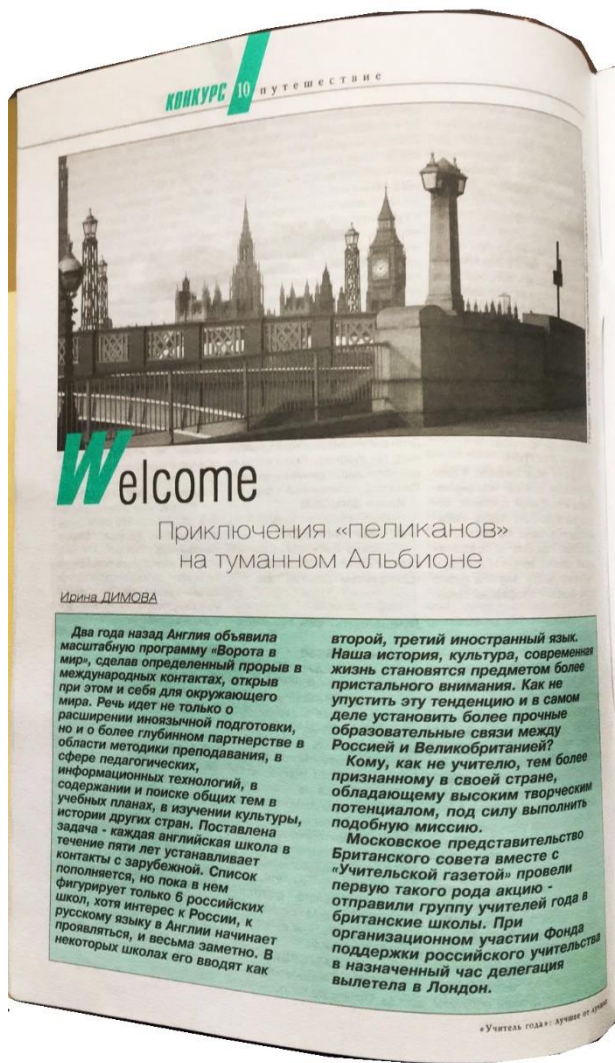 КОНКУРС 10 путешествие
Welcome
Приключения «пеликанов»
на туманном Альбионе
Ирина ДИМОВА
Два года назад Англия объявила
масштабную программу «Ворота в
мир», сделав определенный прорыв в
международных контактах, открыв
при этом и себя для окружающего
мира. Речь идет не только о
расширении иноязычной подготовки,
но и о более глубинном партнерстве в
области методики преподавания, в
сфере педагогических,
информационных технологий, в
содержании и поиске общих тем в
учебных планах, в изучении культуры,
истории других стран. Поставлена
задача - каждая английская школа в
течение пяти лет устанавливает
контакты с зарубежной. Список
пополняется, но пока в нем
фигурирует только 6 российских
школ, хотя интерес к России, к
русскому языку в Англии начинает
проявляться, и весьма заметно. В
некоторых школах его вводят как
второй, третий иностранный язык.
Наша история, культура, современная
жизнь становятся предметом более
пристального внимания. Как не
упустить эту тенденцию и в самом
деле установить более прочные
образовательные связи между
Россией и Великобританией?
Кому, как не учителю, тем более
признанному в своей стране,
обладающему высоким творческим
потенциалом, под силу выполнить
подобную миссию.
Московское представительство
Британского совета вместе с
«Учительской газетой» провели
первую такого рода акцию -
отправили группу учителей года в
британские школы. При
организационном участии Фонда
поддержки российского учительства
в назначенный час делегация
вылетела в Лондон.
«Учитель года»: лучшее от